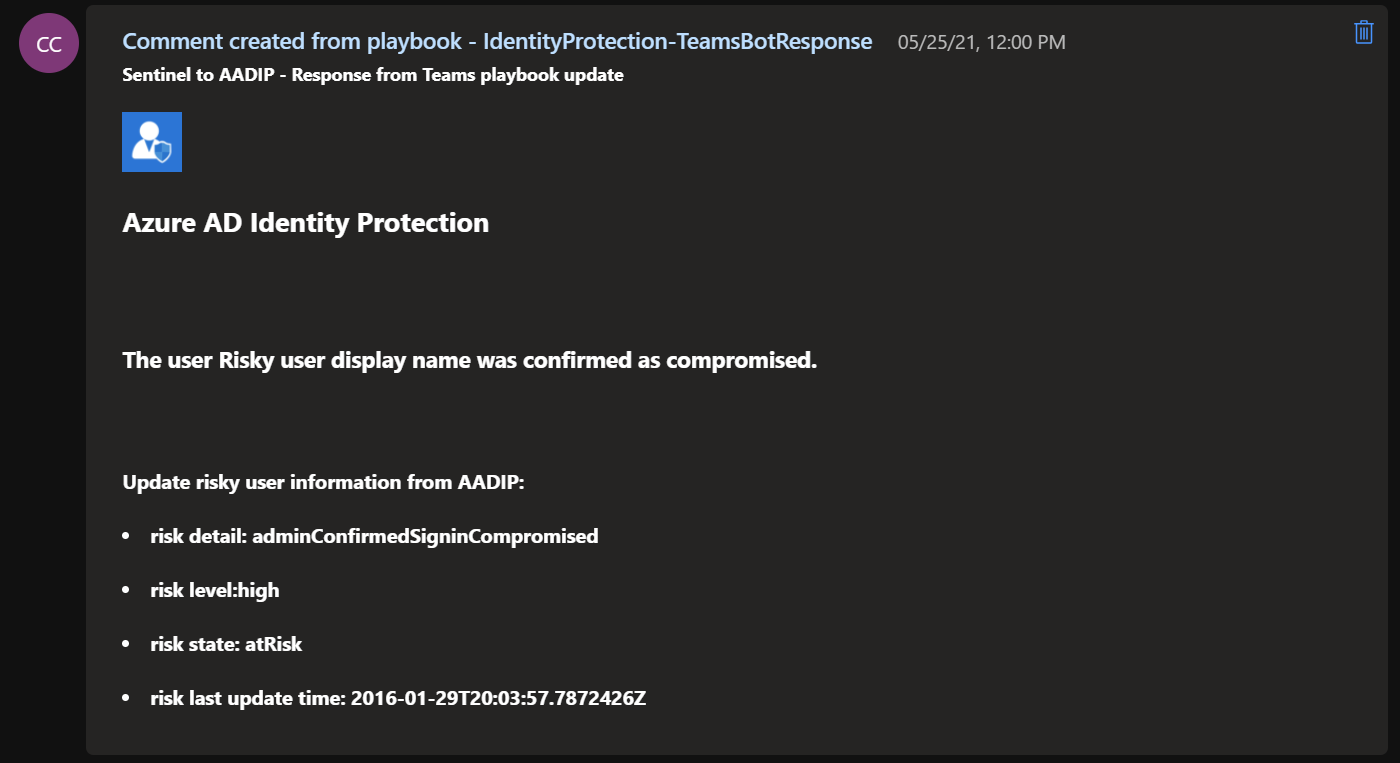 CC
Comment created from playbook - IdentityProtection-TeamsBotResponse 05/25/21, 12:00 PM
Sentinel to AADIP - Response from Teams playbook update
Azure AD Identity Protection
The user Risky user display name was confirmed as compromised.
Update risky user information from AADIP:
• risk detail: adminConfirmedSigninCompromised
• risk level:high
• risk state: atRisk
• risk last update time: 2016-01-29T20:03:57.7872426Z